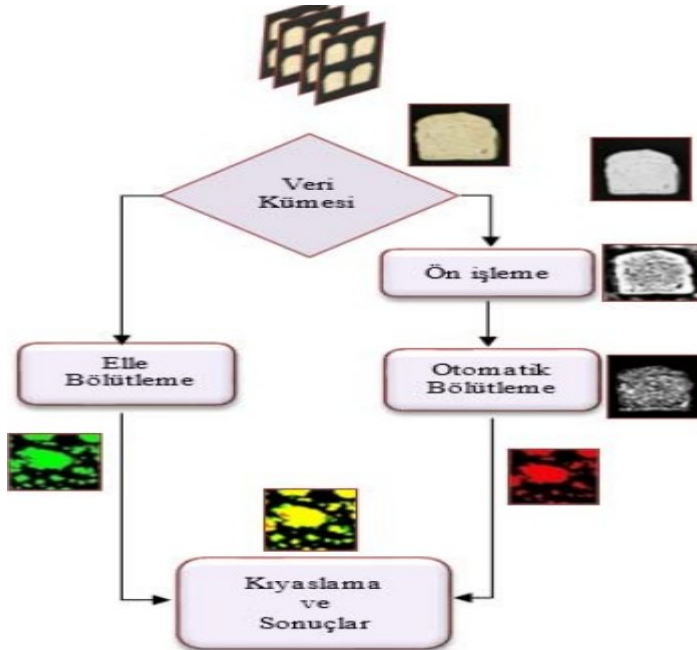 Veri
Kümesi
Ön işleme
Elle
Bölütleme
Otomatik
Bölütleme
Kıyaslama
ve
Sonuçlar